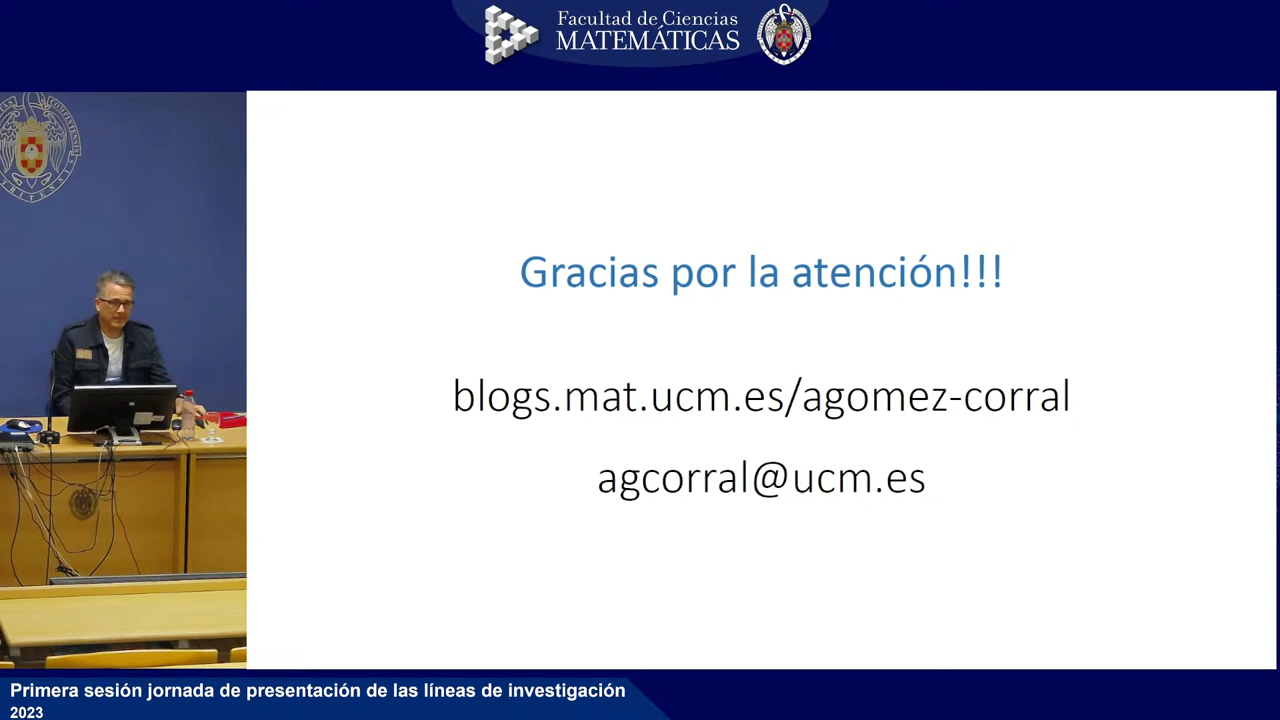 Facultad de Ciencias
MATEMÁTICAS
Gracias por la atención!!!
blogs.mat.ucm.es/agomez-corral
agcorral@ucm.es
Primera sesión jornada de presentación de las líneas de investigación
2023